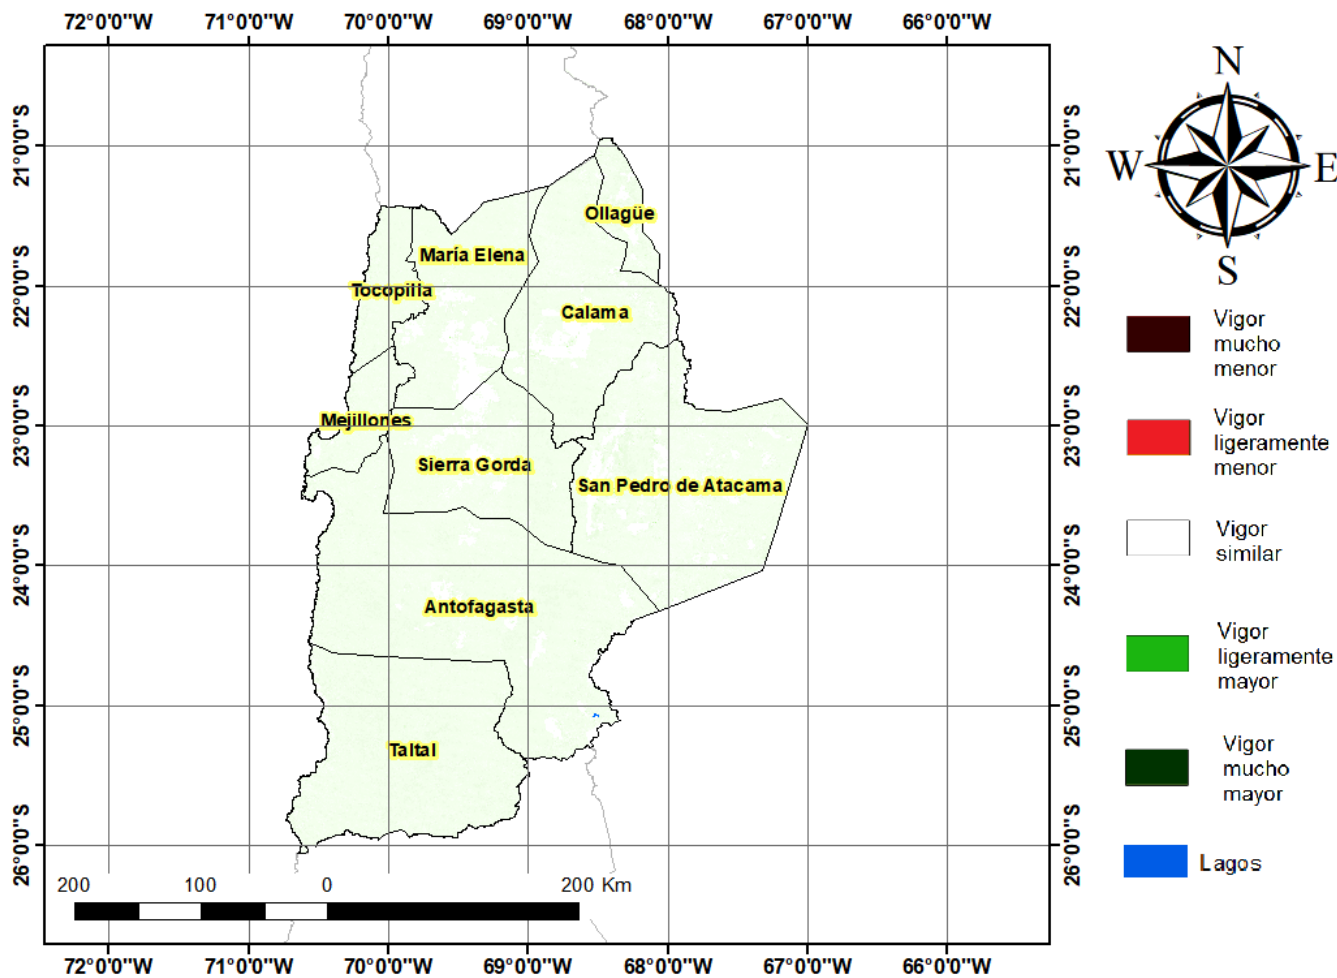 72°0'0"W 71°0'0"W 70°0'0"W 69°0'0"W 68°0'0"W 67°0'0"W 66°0'0"W
21°0'0"S
22°0'0"S
23°0'0"S
24°0'0"S
25°0'0"S
26°0'0"S
Ollagüe
María Elena
Tocopilla
Calama
Mejillones
Sierra Gorda
San Pedro de Atacama
Antofagasta
Taltal
200 100 0 200 Km
72°0'0"W 71°0'0"W 70°0'0"W 69°0'0"W 68°0'0"W 67°0'0"W 66°0'0"W
21°0'0"S
22°0'0"S
23°0'0"S
24°0'0"S
25°0'0"S
26°0'0"S
N
W E
S
Vigor
mucho
menor
Vigor
ligeramente
menor
Vigor
similar
Vigor
ligeramente
mayor
Vigor
mucho
mayor
Lagos